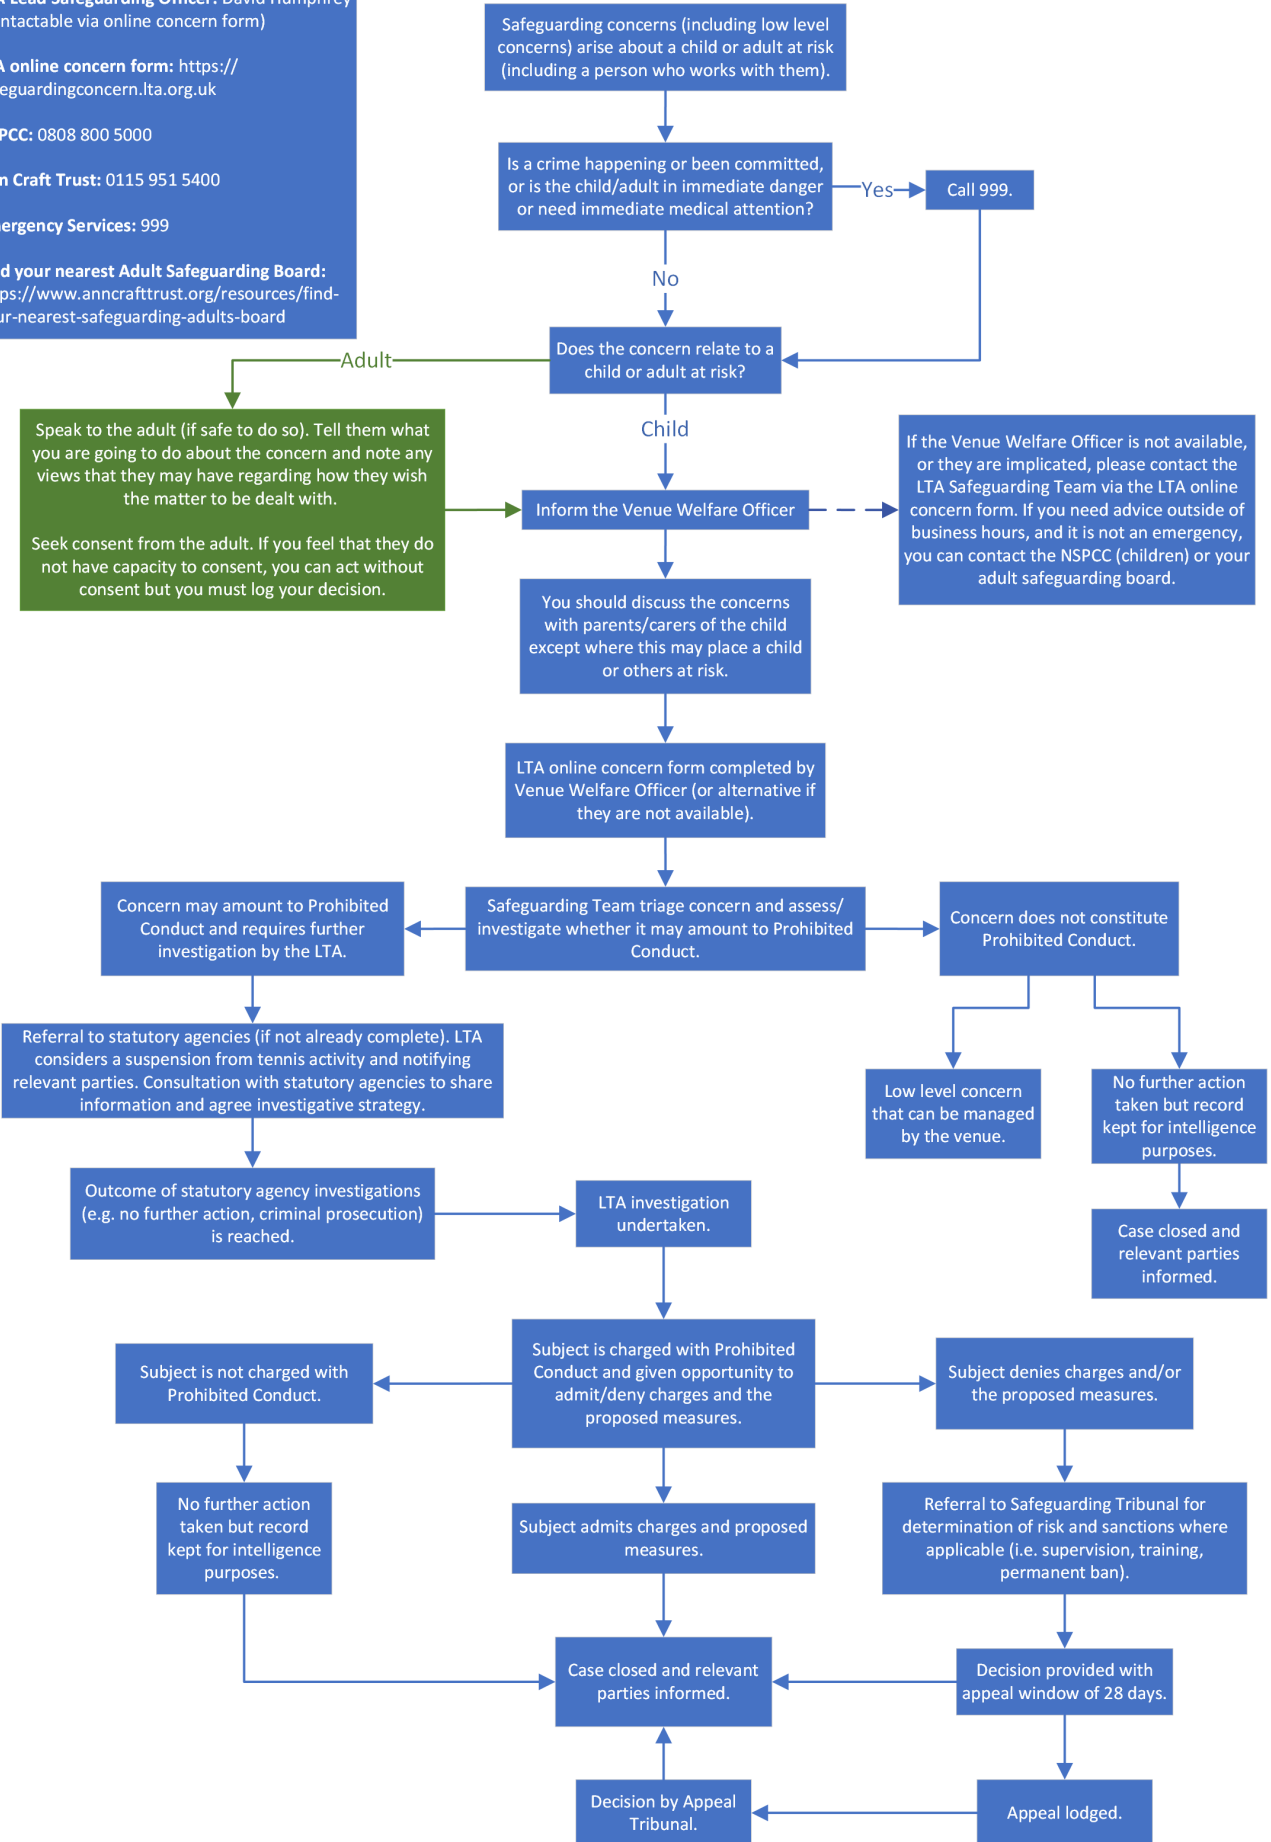 Lead Safeguarding Officer: David Humphrey
ntactable via online concern form)
online concern form: https://
eguardingconcern.lta.org.uk
PCC: 0808 800 5000
n Craft Trust: 0115 951 5400
ergency Services: 999
d your nearest Adult Safeguarding Board:
ps://www.anncrafttrust.org/resources/find-
ur-nearest-safeguarding-adults-board
Safeguarding concerns (including low level
concerns) arise about a child or adult at risk
(including a person who works with them).
Is a crime happening or been committed,
or is the child/adult in immediate danger
or need immediate medical attention?
Yes
Call 999.
No
Does the concern relate to a
child or adult at risk?
Adult
Child
Speak to the adult (if safe to do so). Tell them what
you are going to do about the concern and note any
views that they may have regarding how they wish
the matter to be dealt with.
Seek consent from the adult. If you feel that they do
not have capacity to consent, you can act without
consent but you must log your decision.
Inform the Venue Welfare Officer
If the Venue Welfare Officer is not available,
or they are implicated, please contact the
LTA Safeguarding Team via the LTA online
concern form. If you need advice outside of
business hours, and it is not an emergency,
you can contact the NSPCC (children) or your
adult safeguarding board.
You should discuss the concerns
with parents/carers of the child
except where this may place a child
or others at risk.
LTA online concern form completed by
Venue Welfare Officer (or alternative if
they are not available).
Safeguarding Team triage concern and assess/
investigate whether it may amount to Prohibited
Conduct.
Concern may amount to Prohibited
Conduct and requires further
investigation by the LTA.
Concern does not constitute
Prohibited Conduct.
Referral to statutory agencies (if not already complete). LTA
considers a suspension from tennis activity and notifying
relevant parties. Consultation with statutory agencies to share
information and agree investigative strategy.
Low level concern
that can be managed
by the venue.
No further action
taken but record
kept for intelligence
purposes.
Outcome of statutory agency investigations
(e.g. no further action, criminal prosecution)
is reached.
LTA investigation
undertaken.
Case closed and
relevant parties
informed.
Subject is not charged with
Prohibited Conduct.
Subject is charged with Prohibited
Conduct and given opportunity to
admit/deny charges and the
proposed measures.
Subject denies charges and/or
the proposed measures.
No further action
taken but record
kept for intelligence
purposes.
Subject admits charges and proposed
measures.
Referral to Safeguarding Tribunal for
determination of risk and sanctions where
applicable (i.e. supervision, training,
permanent ban).
Case closed and relevant
parties informed.
Decision provided with
appeal window of 28 days.
Decision by Appeal
Tribunal.
Appeal lodged.